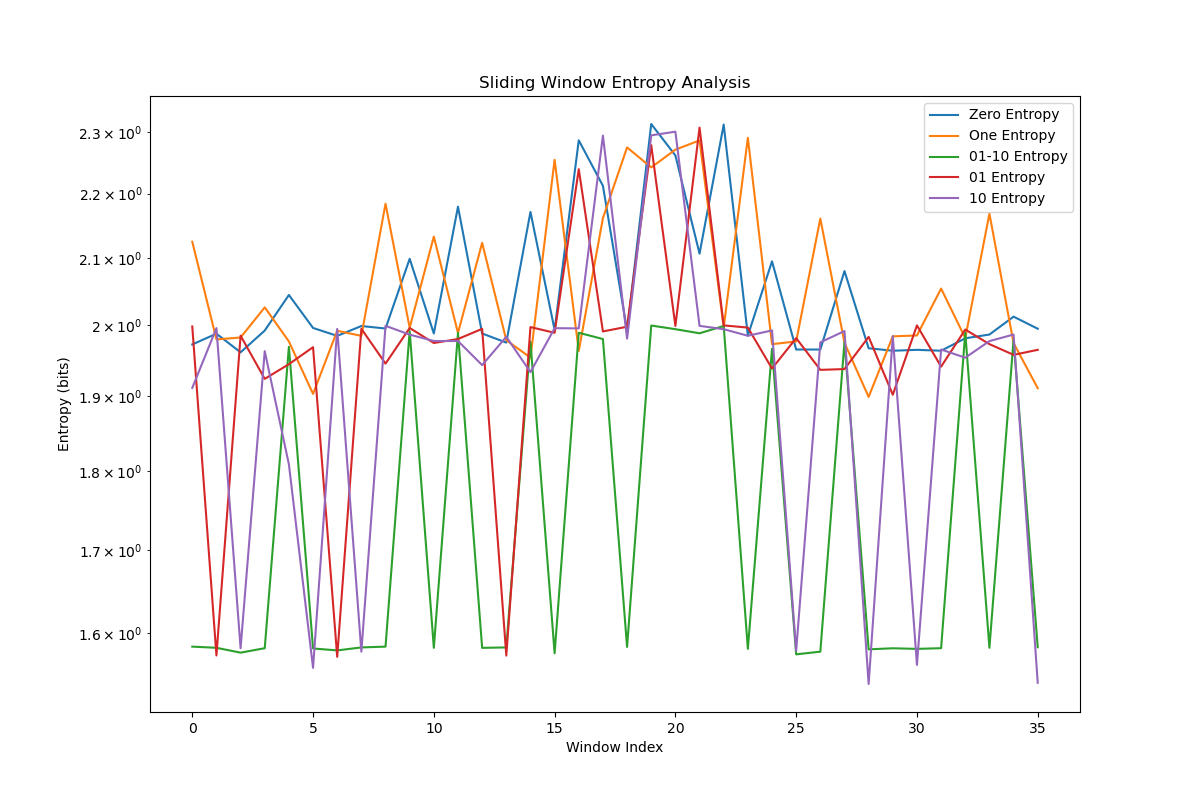 Sliding Window Entropy Analysis
Zero Entropy
One Entropy
01-10 Entropy
01 Entropy
10 Entropy
2.3 × 10⁰
2.2 × 10⁰
2.1 × 10⁰
2 × 10⁰
1.9 × 10⁰
1.8 × 10⁰
1.7 × 10⁰
1.6 × 10⁰
Entropy (bits)
0 5 10 15 20 25 30 35
Window Index